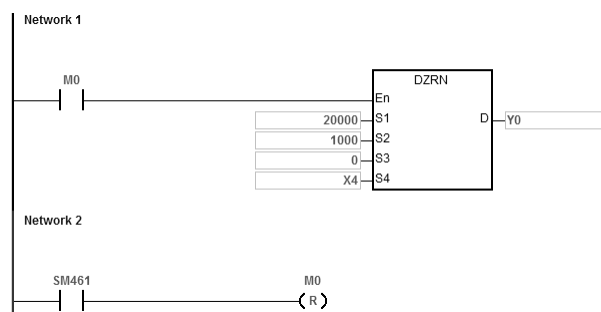 Network 1
M0
DZRN
En
20000 S1 D Y0
1000 S2
0 S3
X4 S4
Network 2
SM461 M0
( R )